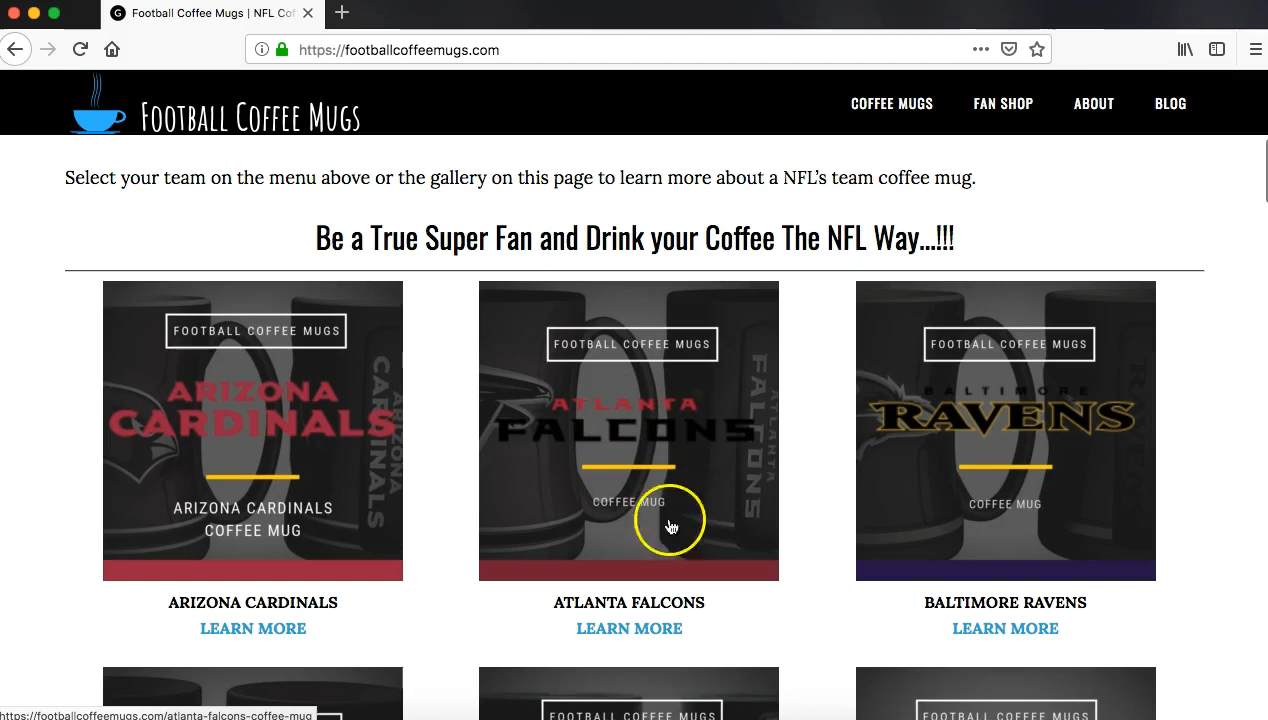 Football Coffee Mugs | NFL Cof
https://footballcoffeemugs.com
FOOTBALL COFFEE MUGS
COFFEE MUGS
FAN SHOP
ABOUT
BLOG
Select your team on the menu above or the gallery on this page to learn more about a NFL's team coffee mug.
Be a True Super Fan and Drink your Coffee The NFL Way...!!!
FOOTBALL COFFEE MUGS
ARIZONA
CARDINALS
CARDINALS
ARIZONA
ARIZONA CARDINALS
COFFEE MUG
ARIZONA CARDINALS
LEARN MORE
FOOTBALL COFFEE MUGS
ATLANTA
FALCONS
FALCONS
ATLANTA
COFFEE MUG
ATLANTA FALCONS
LEARN MORE
FOOTBALL COFFEE MUGS
BALTIMORE
RAVENS
COFFEE MUG
BALTIMORE RAVENS
LEARN MORE
FOOTBALL COFFEE MUGS
FOOTBALL COFFEE MUGS
https://footballcoffeemugs.com/atlanta-falcons-coffee-mug